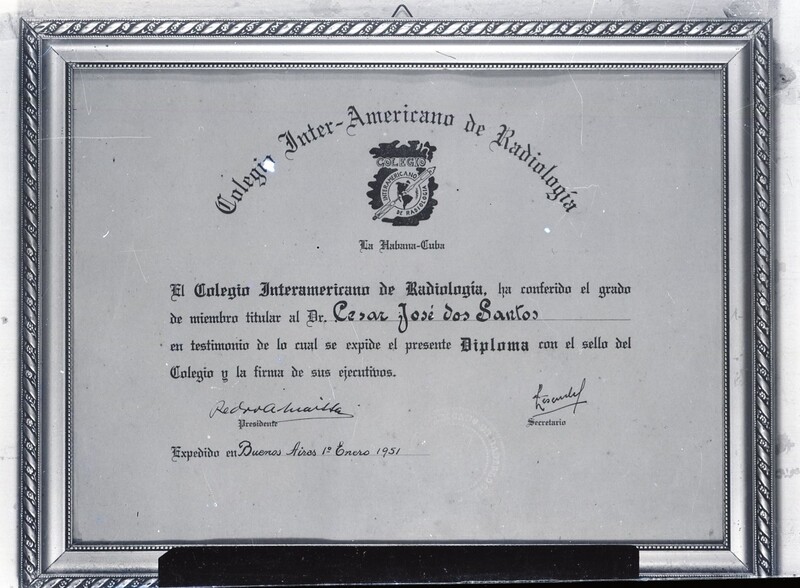 Colegio Inter-Americano de Radiología
COLEGIO
INTERAMERICANO
DE RADIOLOGIA
La Habana-Cuba
El Colegio Interamericano de Radiología, ha conferido el grado
de miembro titular al Dr. Cesar José dos Santos
en testimonio de lo cual se expide el presente Diploma con el sello del
Colegio y la firma de sus ejecutivos.
Presidente
Secretario
Expedido en Buenos Aires 1º Enero 1951